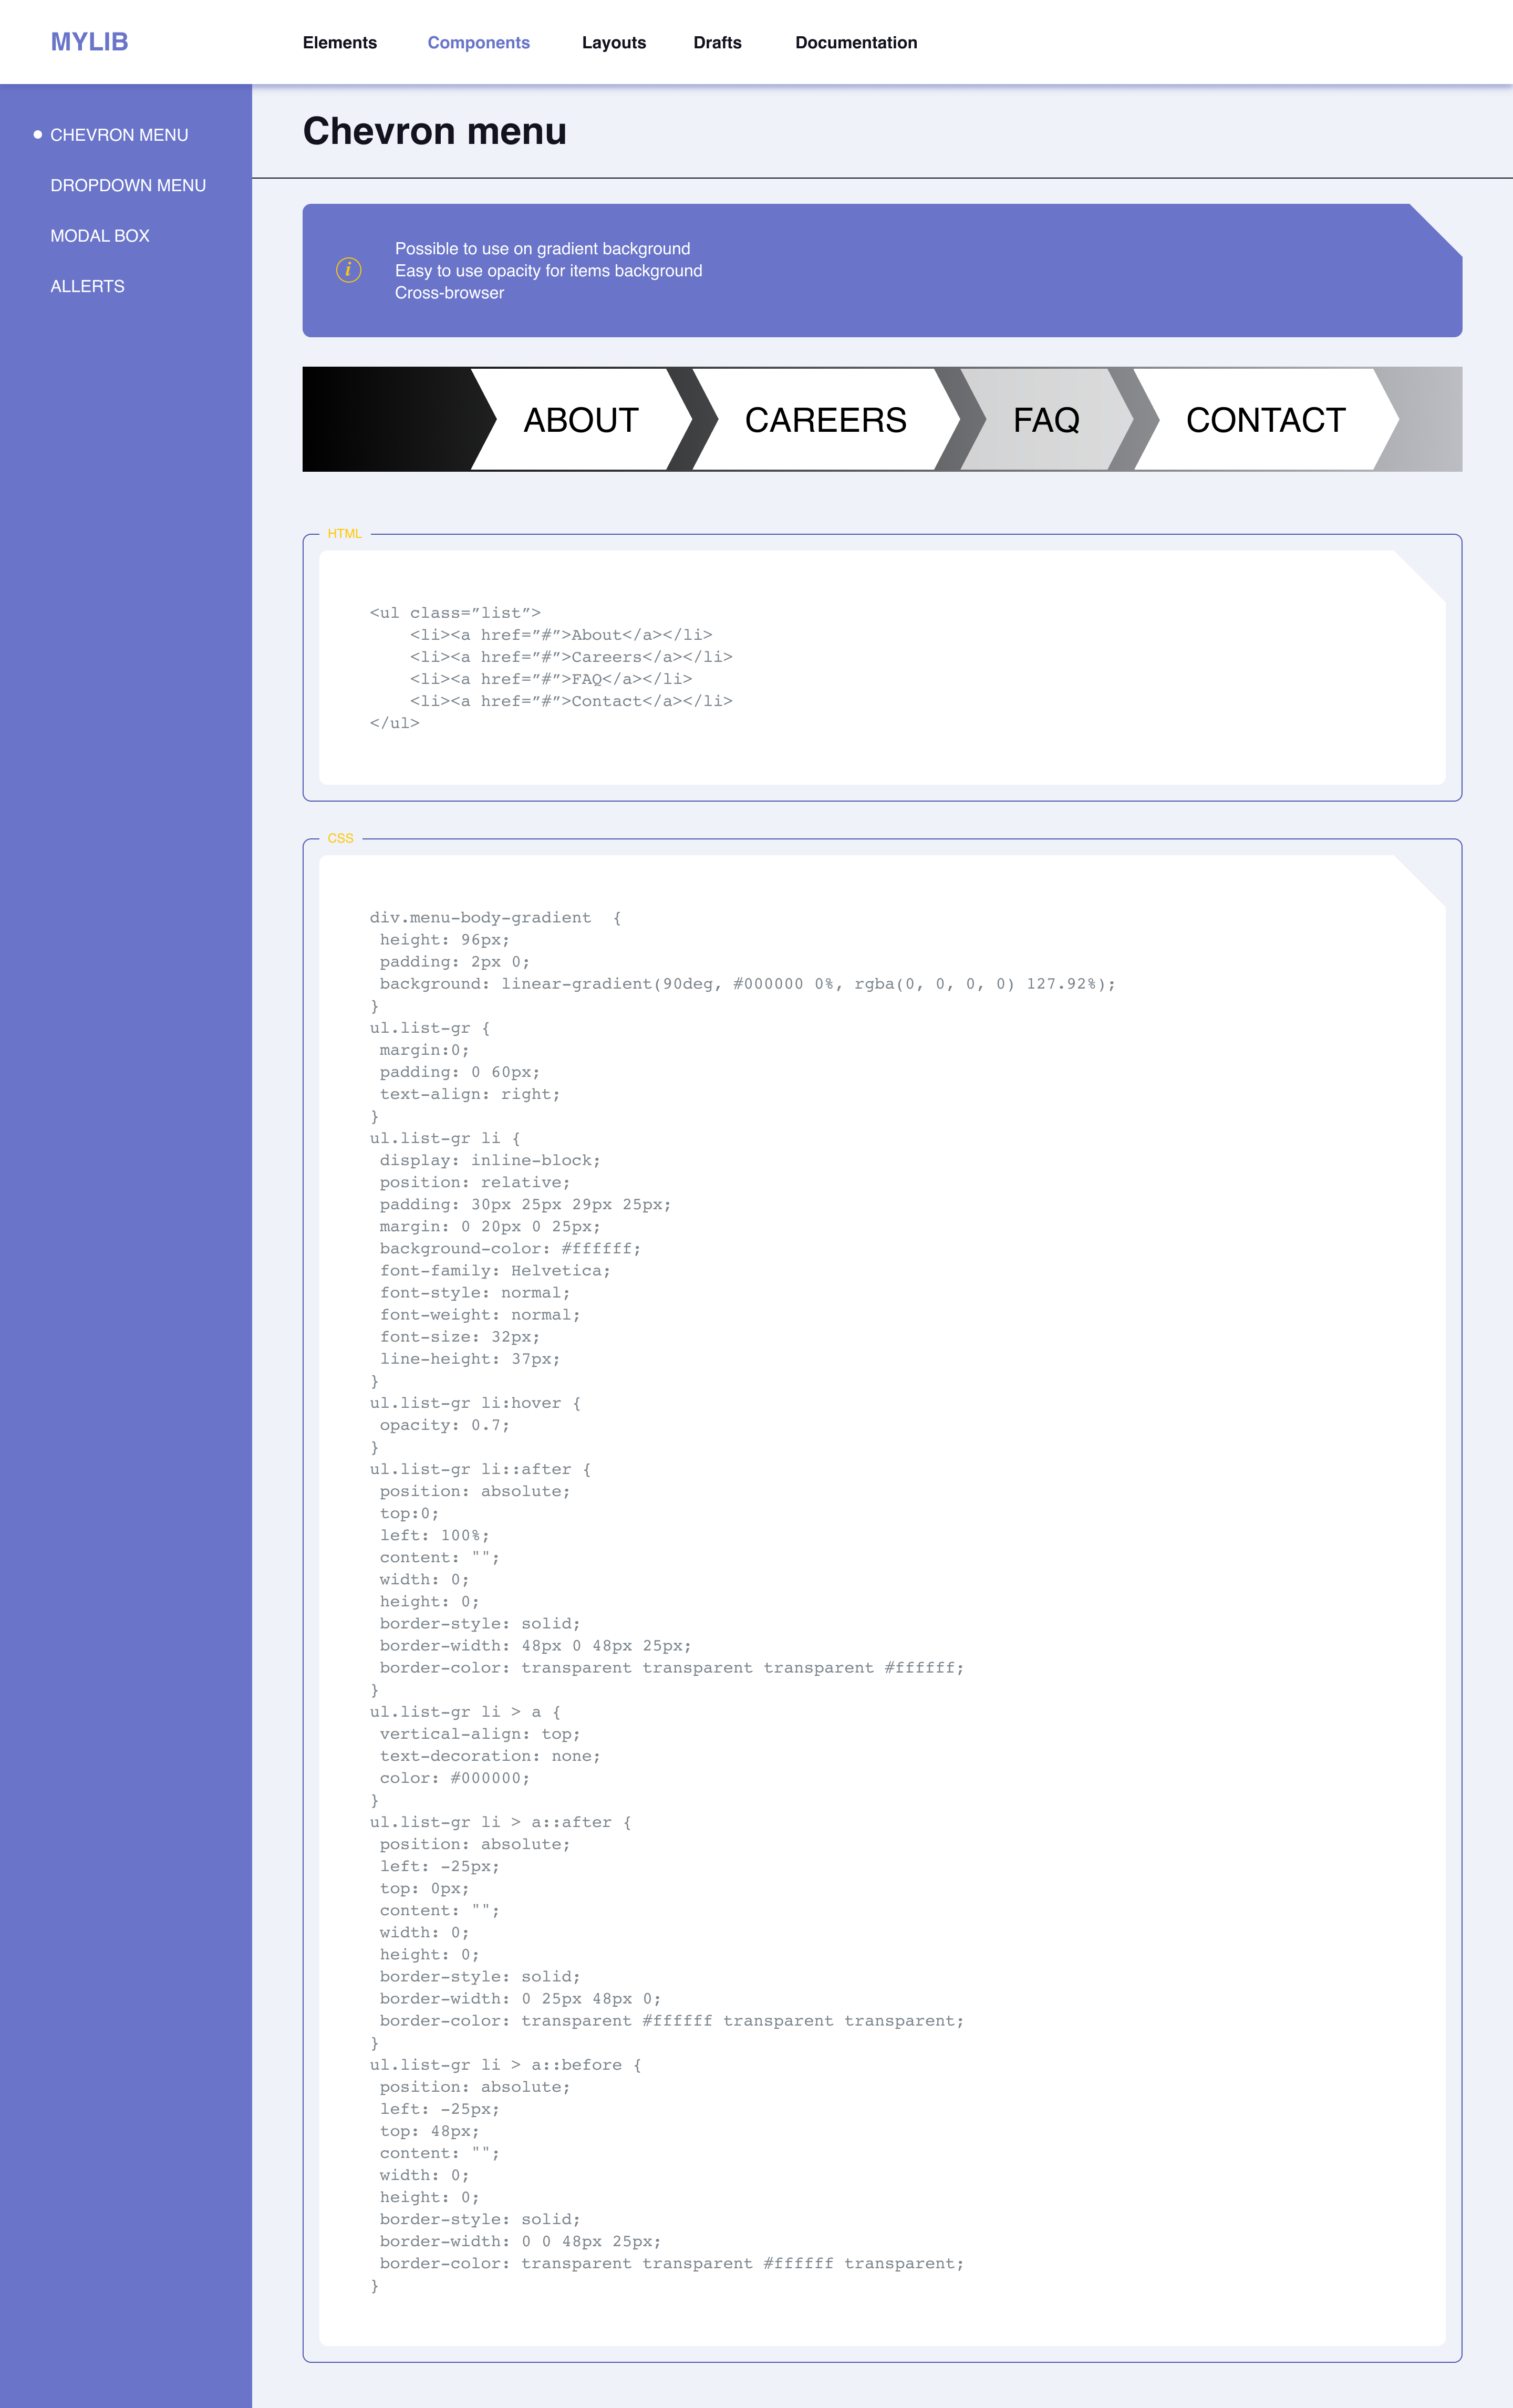 MYLIB
Elements Components Layouts Drafts Documentation
CHEVRON MENU
DROPDOWN MENU
MODAL BOX
ALLERTS
Chevron menu
i
Possible to use on gradient background
Easy to use opacity for items background
Cross-browser
ABOUT CAREERS FAQ CONTACT
HTML
<ul class=”list”>
    <li><a href=”#”>About</a></li>
    <li><a href=”#”>Careers</a></li>
    <li><a href=”#”>FAQ</a></li>
    <li><a href=”#”>Contact</a></li>
</ul>
CSS
div.menu-body-gradient  {
 height: 96px;
 padding: 2px 0;
 background: linear-gradient(90deg, #000000 0%, rgba(0, 0, 0, 0) 127.92%);
}
ul.list-gr {
 margin:0;
 padding: 0 60px;
 text-align: right;
}
ul.list-gr li {
 display: inline-block;
 position: relative;
 padding: 30px 25px 29px 25px;
 margin: 0 20px 0 25px;
 background-color: #ffffff;
 font-family: Helvetica;
 font-style: normal;
 font-weight: normal;
 font-size: 32px;
 line-height: 37px;
}
ul.list-gr li:hover {
 opacity: 0.7;
}
ul.list-gr li::after {
 position: absolute;
 top:0;
 left: 100%;
 content: "";
 width: 0;
 height: 0;
 border-style: solid;
 border-width: 48px 0 48px 25px;
 border-color: transparent transparent transparent #ffffff;
}
ul.list-gr li > a {
 vertical-align: top;
 text-decoration: none;
 color: #000000;
}
ul.list-gr li > a::after {
 position: absolute;
 left: -25px;
 top: 0px;
 content: "";
 width: 0;
 height: 0;
 border-style: solid;
 border-width: 0 25px 48px 0;
 border-color: transparent #ffffff transparent transparent;
}
ul.list-gr li > a::before {
 position: absolute;
 left: -25px;
 top: 48px;
 content: "";
 width: 0;
 height: 0;
 border-style: solid;
 border-width: 0 0 48px 25px;
 border-color: transparent transparent #ffffff transparent;
}